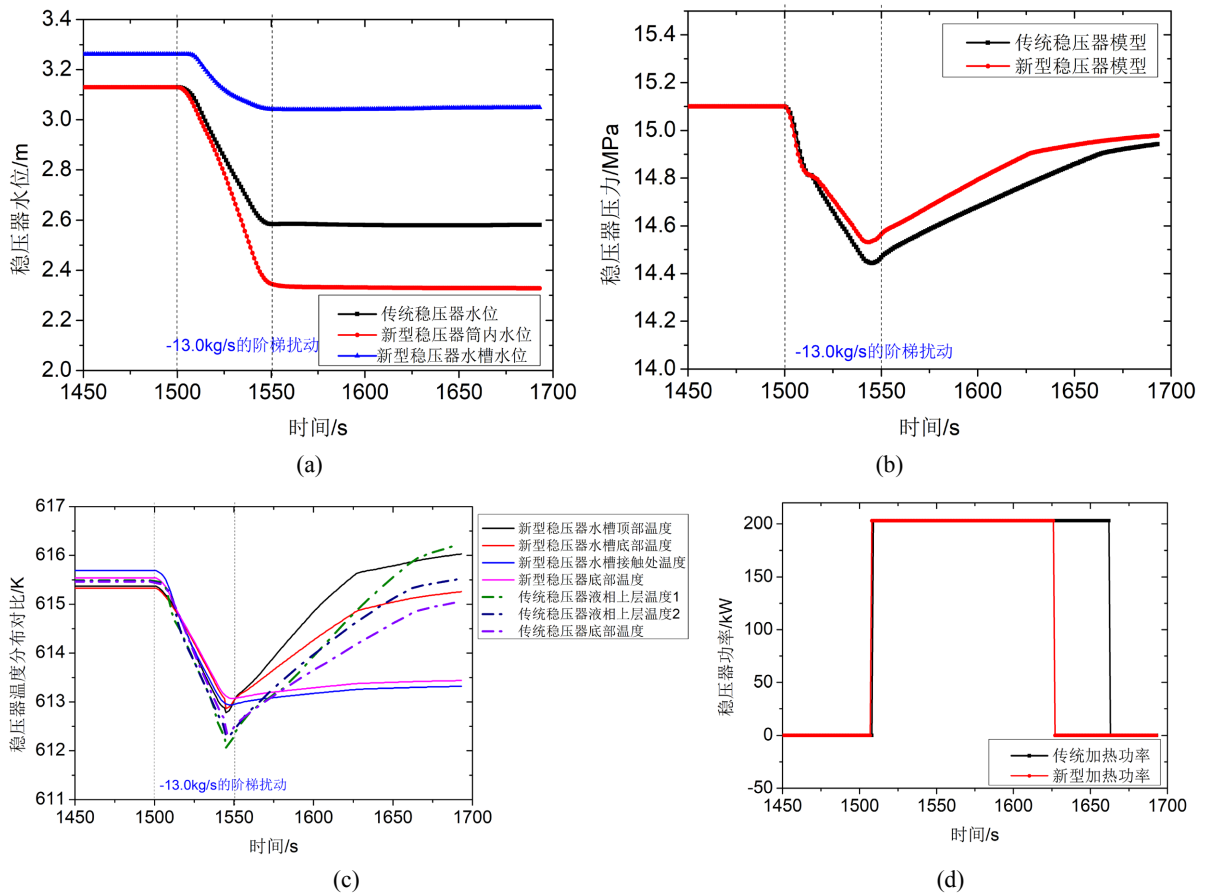 3.4
3.2
3.0
2.8
2.6
2.4
2.2
2.0
稳压器水位/m
传统稳压器水位
新型稳压器筒内水位
新型稳压器水槽水位
-13.0kg/s的阶梯扰动
1450 1500 1550 1600 1650 1700
时间/s
(a)
15.4
15.2
15.0
14.8
14.6
14.4
14.2
14.0
稳压器压力/MPa
传统稳压器模型
新型稳压器模型
-13.0kg/s的阶梯扰动
1450 1500 1550 1600 1650 1700
时间/s
(b)
617
616
615
614
613
612
611
稳压器温度分布对比/K
新型稳压器水槽顶部温度
新型稳压器水槽底部温度
新型稳压器水槽接触处温度
新型稳压器底部温度
传统稳压器液相上层温度1
传统稳压器液相上层温度2
传统稳压器底部温度
-13.0kg/s的阶梯扰动
1450 1500 1550 1600 1650 1700
时间/s
(c)
200
150
100
50
0
-50
稳压器功率/kW
传统加热功率
新型加热功率
1450 1500 1550 1600 1650 1700
时间/s
(d)